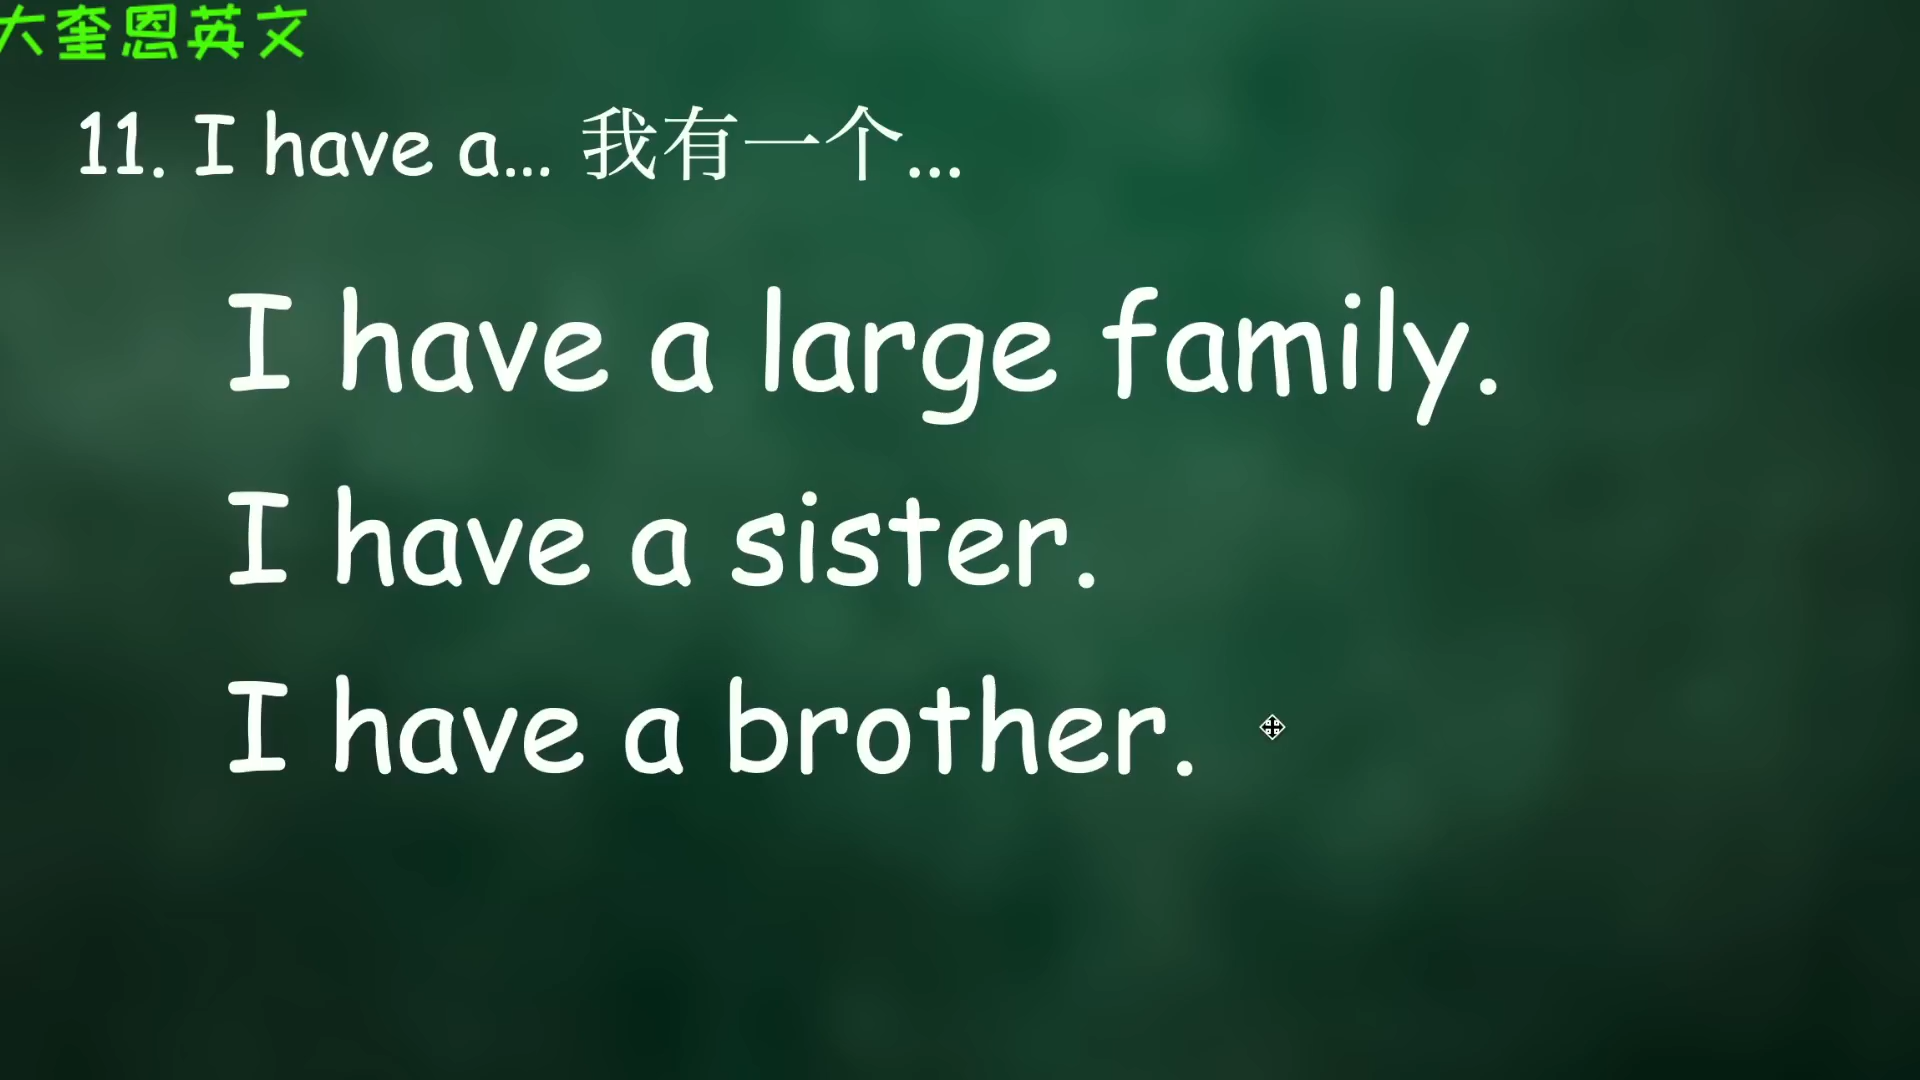 大奎恩英文
11. I have a... 我有一个...
I have a large family.
I have a sister.
I have a brother.